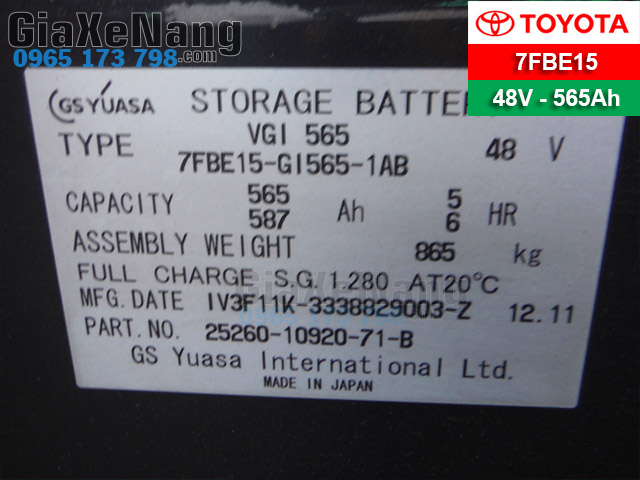 GiaXeNang
0965 173 798.com
TOYOTA
7FBE15
48V - 565Ah
GS YUASA STORAGE BATTE
TYPE VGI 565 48 V
7FBE15-GI565-1AB
CAPACITY 565 Ah 5 HR
587 6
ASSEMBLY WEIGHT 865 kg
FULL CHARGE S.G. 1.280 AT20°C
MFG. DATE IV3F11K-3338829003-Z 12.11
PART. NO. 25260-10920-71-B
GS Yuasa International Ltd.
MADE IN JAPAN
GiaXeNang